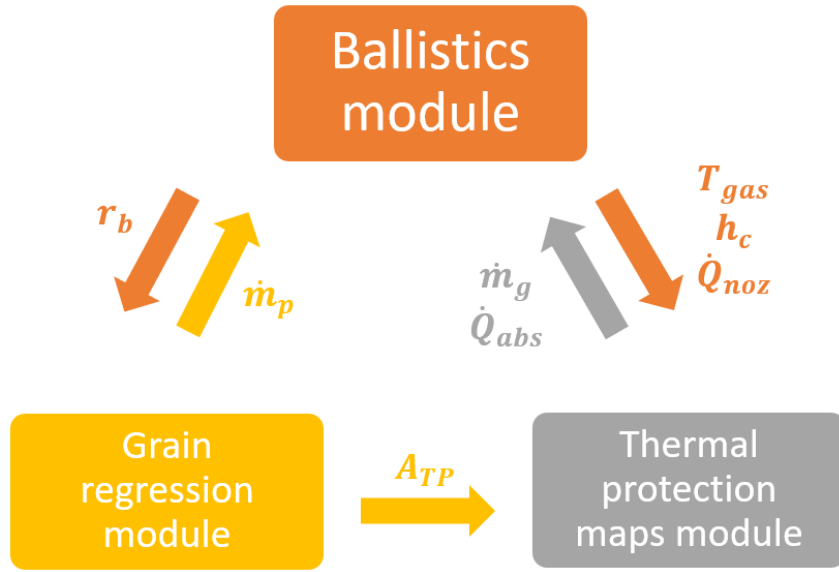 Ballistics
module
r_b
ṁ_p
ṁ_g
Q̇_abs
T_gas
h_c
Q̇_noz
Grain
regression
module
A_TP
Thermal
protection
maps module